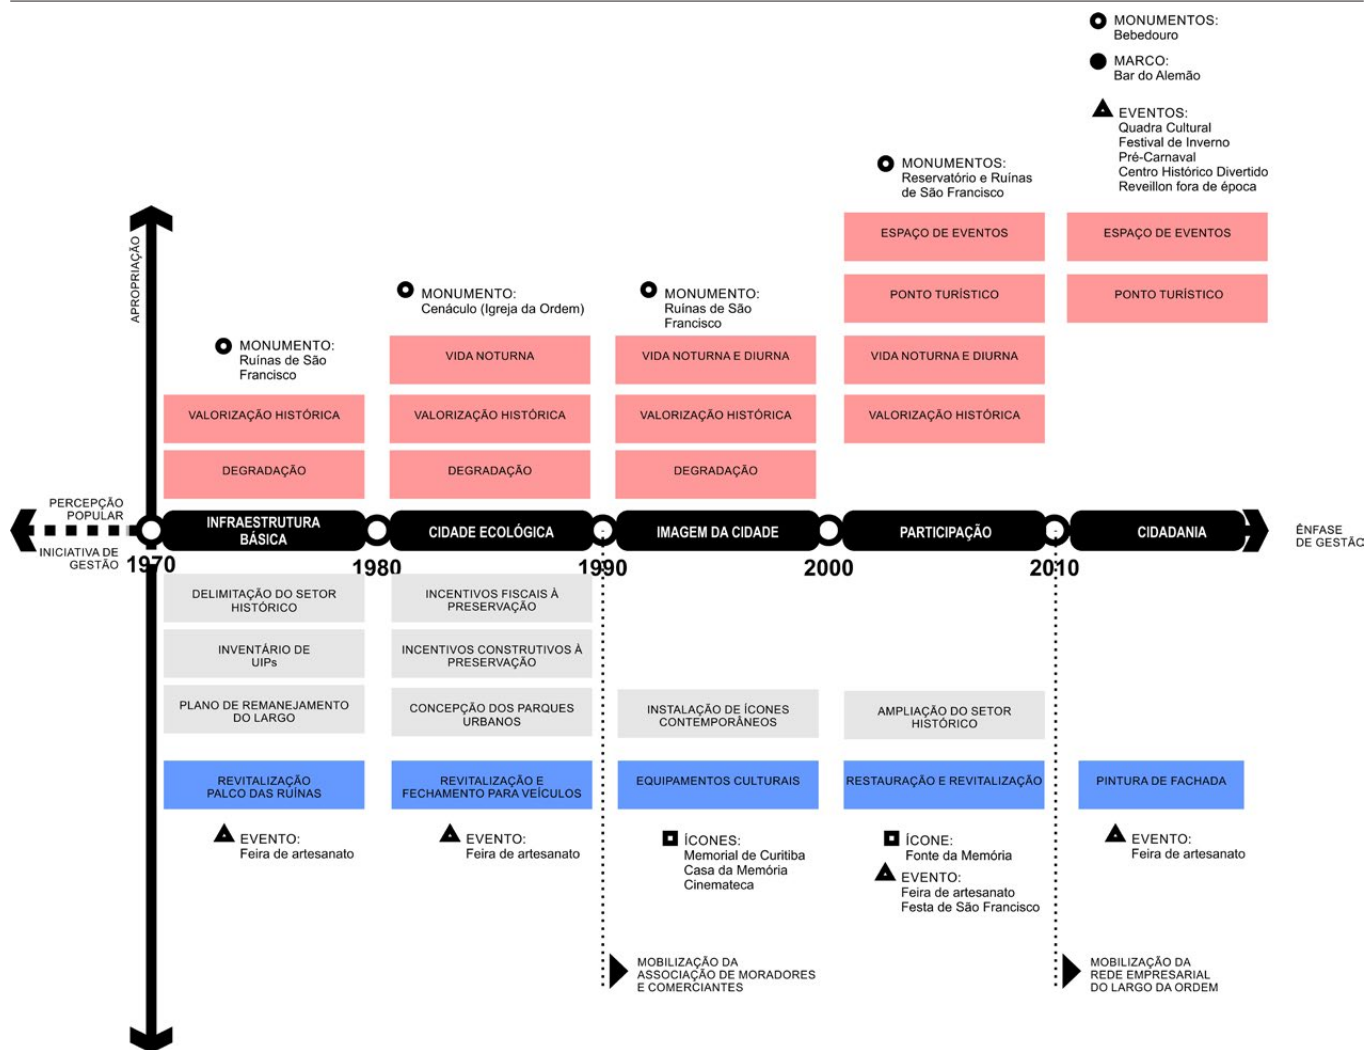 MONUMENTOS:
Bebedouro
MARCO:
Bar do Alemão
EVENTOS:
Quadra Cultural
Festival de Inverno
Pré-Carnaval
Centro Histórico Divertido
Reveillon fora de época
MONUMENTOS:
Reservatório e Ruínas
de São Francisco
APROPRIAÇÃO
ESPAÇO DE EVENTOS
ESPAÇO DE EVENTOS
MONUMENTO:
Cenáculo (Igreja da Ordem)
MONUMENTO:
Ruínas de São
Francisco
PONTO TURÍSTICO
PONTO TURÍSTICO
MONUMENTO:
Ruínas de São
Francisco
VIDA NOTURNA
VIDA NOTURNA E DIURNA
VIDA NOTURNA E DIURNA
VALORIZAÇÃO HISTÓRICA
VALORIZAÇÃO HISTÓRICA
VALORIZAÇÃO HISTÓRICA
VALORIZAÇÃO HISTÓRICA
DEGRADAÇÃO
DEGRADAÇÃO
DEGRADAÇÃO
PERCEPÇÃO
POPULAR
INICIATIVA DE
GESTÃO
INFRAESTRUTURA
BÁSICA
CIDADE ECOLÓGICA
IMAGEM DA CIDADE
PARTICIPAÇÃO
CIDADANIA
ÊNFASE
DE GESTÃC
1970
1980
1990
2000
2010
DELIMITAÇÃO DO SETOR
HISTÓRICO
INCENTIVOS FISCAIS À
PRESERVAÇÃO
INVENTÁRIO DE
UIPs
INCENTIVOS CONSTRUTIVOS À
PRESERVAÇÃO
PLANO DE REMANEJAMENTO
DO LARGO
CONCEPÇÃO DOS PARQUES
URBANOS
INSTALAÇÃO DE ÍCONES
CONTEMPORÂNEOS
AMPLIAÇÃO DO SETOR
HISTÓRICO
REVITALIZAÇÃO
PALCO DAS RUÍNAS
REVITALIZAÇÃO E
FECHAMENTO PARA VEÍCULOS
EQUIPAMENTOS CULTURAIS
RESTAURAÇÃO E REVITALIZAÇÃO
PINTURA DE FACHADA
EVENTO:
Feira de artesanato
EVENTO:
Feira de artesanato
ÍCONES:
Memorial de Curitiba
Casa da Memória
Cinemateca
ÍCONE:
Fonte da Memória
EVENTO:
Feira de artesanato
Festa de São Francisco
EVENTO:
Feira de artesanato
MOBILIZAÇÃO DA
ASSOCIAÇÃO DE MORADORES
E COMERCIANTES
MOBILIZAÇÃO DA
REDE EMPRESARIAL
DO LARGO DA ORDEM